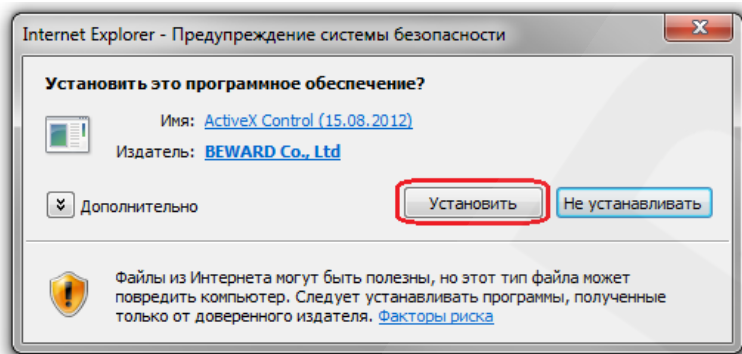 Internet Explorer - Предупреждение системы безопасности
Установить это программное обеспечение?
Имя: ActiveX Control (15.08.2012)
Издатель: BEWARD Co., Ltd
Дополнительно
Установить
Не устанавливать
Файлы из Интернета могут быть полезны, но этот тип файла может
повредить компьютер. Следует устанавливать программы, полученные
только от доверенного издателя. Факторы риска